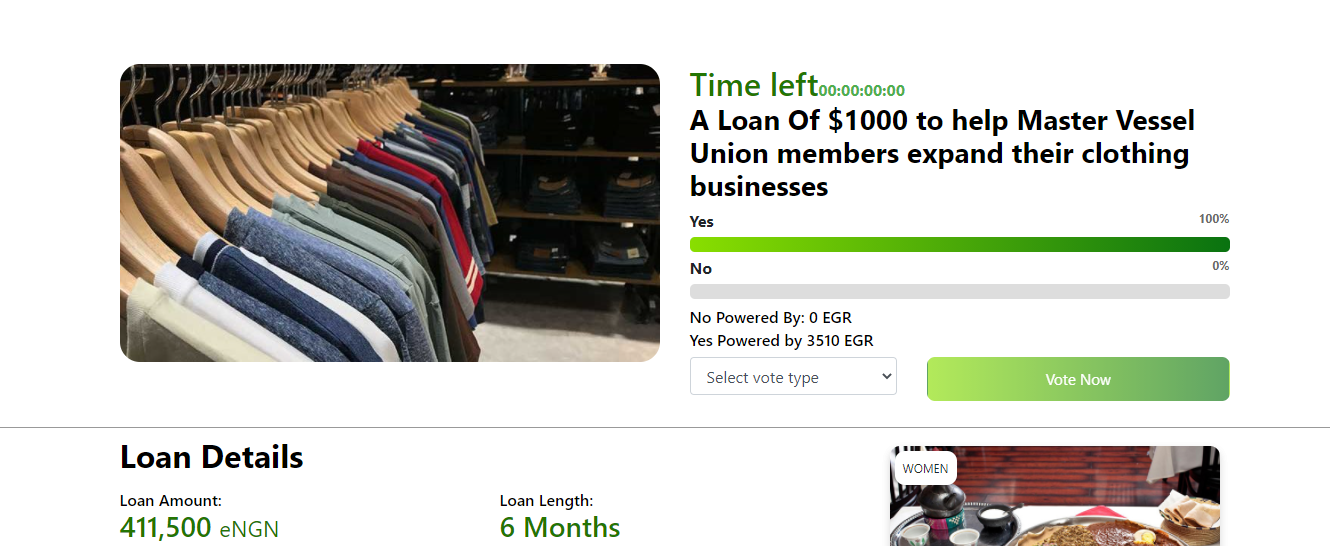 Time left00:00:00:00
A Loan Of $1000 to help Master Vessel
Union members expand their clothing
businesses
Yes 100%
No 0%
No Powered By: 0 EGR
Yes Powered by 3510 EGR
Select vote type
Vote Now
Loan Details
Loan Amount:
411,500 eNGN
Loan Length:
6 Months
WOMEN